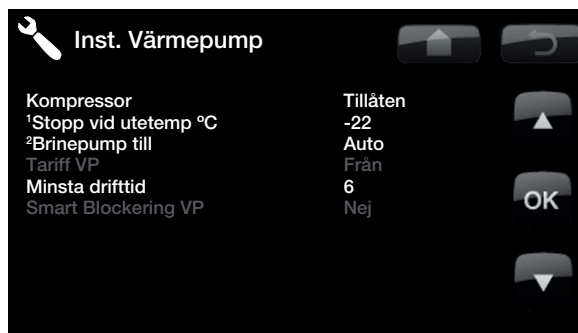 Inst. Värmepump
Kompressor Tillåten
¹Stopp vid utetemp ºC -22
²Brinepump till Auto
Tariff VP Från
Minsta drifttid 6
Smart Blockering VP Nej
OK